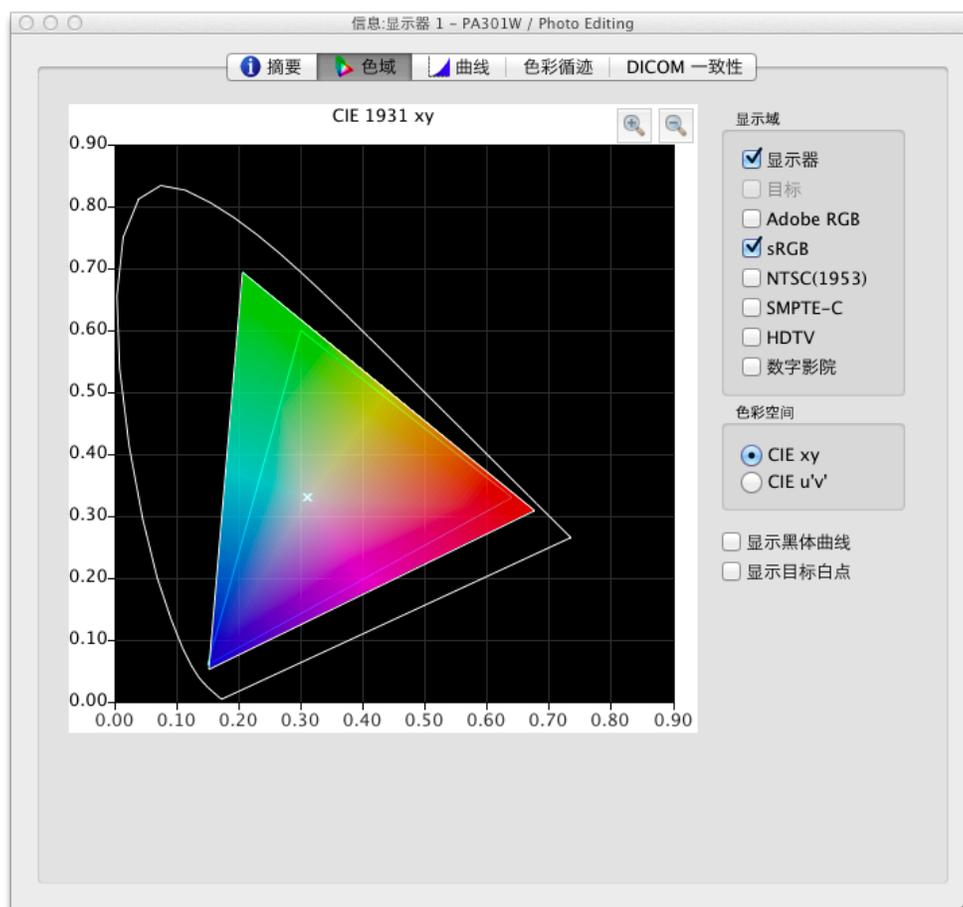 信息:显示器 1 – PA301W / Photo Editing
摘要 色域 曲线 色彩循迹 DICOM 一致性
CIE 1931 xy
0.90
0.80
0.70
0.60
0.50
0.40
0.30
0.20
0.10
0.00
0.00 0.10 0.20 0.30 0.40 0.50 0.60 0.70 0.80 0.90
显示域
显示器
目标
Adobe RGB
sRGB
NTSC(1953)
SMPTE-C
HDTV
数字影院
色彩空间
CIE xy
CIE u'v'
显示黑体曲线
显示目标白点